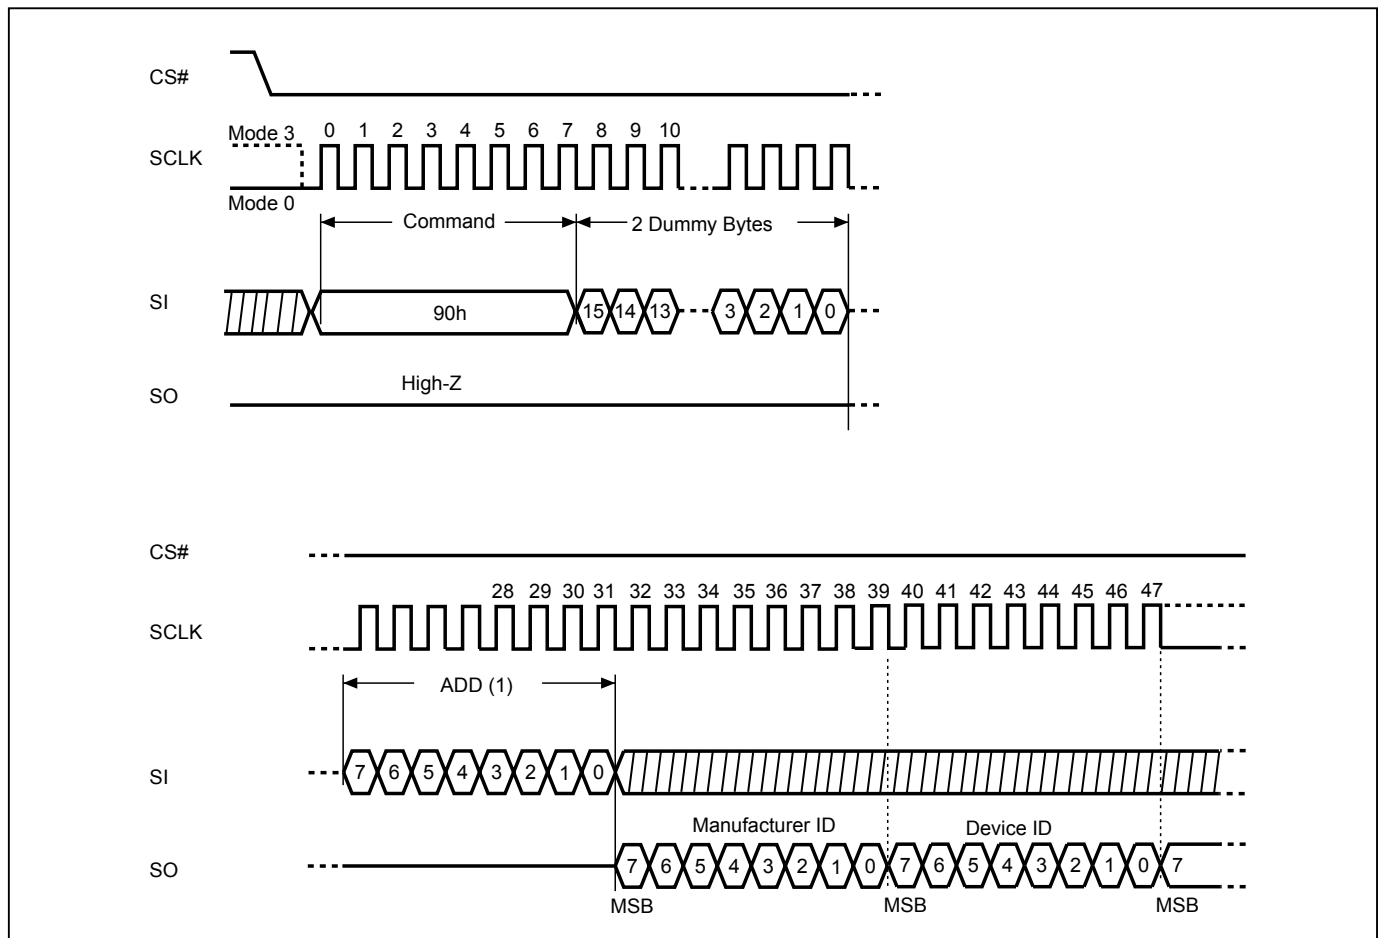 CS#
Mode 3 0 1 2 3 4 5 6 7 8 9 10
SCLK
Mode 0
Command 2 Dummy Bytes
SI 90h 15 14 13 3 2 1 0
High-Z
SO
CS#
28 29 30 31 32 33 34 35 36 37 38 39 40 41 42 43 44 45 46 47
SCLK
ADD (1)
SI 7 6 5 4 3 2 1 0
Manufacturer ID Device ID
SO 7 6 5 4 3 2 1 0 7 6 5 4 3 2 1 0 7
MSB MSB MSB